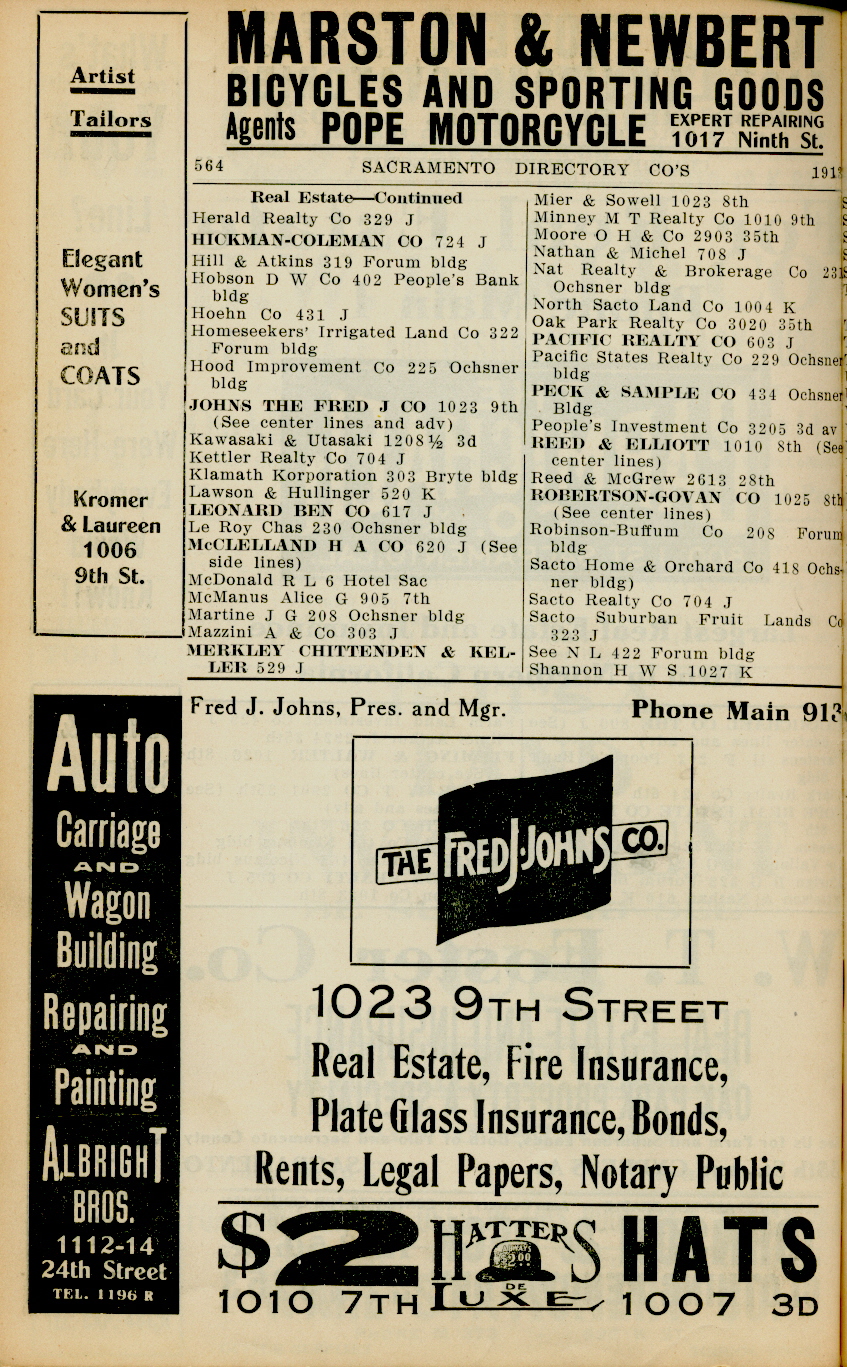 MARSTON & NEWBERT
BICYCLES AND SPORTING GOODS
Agents POPE MOTORCYCLE EXPERT REPAIRING
1017 Ninth St.
Artist
Tailors
Elegant
Women's
SUITS
and
COATS
Kromer
& Laureen
1006
9th St.
564 SACRAMENTO DIRECTORY CO'S
Real Estate—Continued
Herald Realty Co 329 J
HICKMAN-COLEMAN CO 724 J
Hill & Atkins 319 Forum bldg
Hobson D W Co 402 People's Bank
bldg
Hoehn Co 431 J
Homeseekers' Irrigated Land Co 322
Forum bldg
Hood Improvement Co 225 Ochsner
bldg
JOHNS THE FRED J CO 1023 9th
(See center lines and adv)
Kawasaki & Utasaki 1208½ 3d
Kettler Realty Co 704 J
Klamath Korporation 303 Bryte bldg
Lawson & Hullinger 520 K
LEONARD BEN CO 617 J
Le Roy Chas 230 Ochsner bldg
McCLELLAND H A CO 620 J (See
side lines)
McDonald R L 6 Hotel Sac
McManus Alice G 905 7th
Martine J G 208 Ochsner bldg
Mazzini A & Co 303 J
MERKLEY CHITTENDEN & KEL-
LER 529 J
Mier & Sowell 1023 8th
Minney M T Realty Co 1010 9th
Moore O H & Co 2903 35th
Nathan & Michel 708 J
Nat Realty & Brokerage Co 231
Ochsner bldg
North Sacto Land Co 1004 K
Oak Park Realty Co 3020 35th
PACIFIC REALTY CO 603 J
Pacific States Realty Co 229 Ochsner
bldg
PECK & SAMPLE CO 434 Ochsner
Bldg
People's Investment Co 3205 3d av
REED & ELLIOTT 1010 8th (See
center lines)
Reed & McGrew 2613 28th
ROBERTSON-GOVAN CO 1025 8th
(See center lines)
Robinson-Buffum Co 208 Forum
bldg
Sacto Home & Orchard Co 418 Ochs-
ner bldg)
Sacto Realty Co 704 J
Sacto Suburban Fruit Lands Co
323 J
See N L 422 Forum bldg
Shannon H W S 1027 K
Fred J. Johns, Pres. and Mgr. Phone Main 913
THE FRED J. JOHNS CO.
1023 9TH STREET
Real Estate, Fire Insurance,
Plate Glass Insurance, Bonds,
Rents, Legal Papers, Notary Public
Auto
Carriage
AND
Wagon
Building
Repairing
AND
Painting
ALBRIGHT
BROS.
1112-14
24th Street
TEL. 1196 R
$2 HATTERS HATS
ALWAYS
2.00
1010 7TH DE LUXE 1007 3D